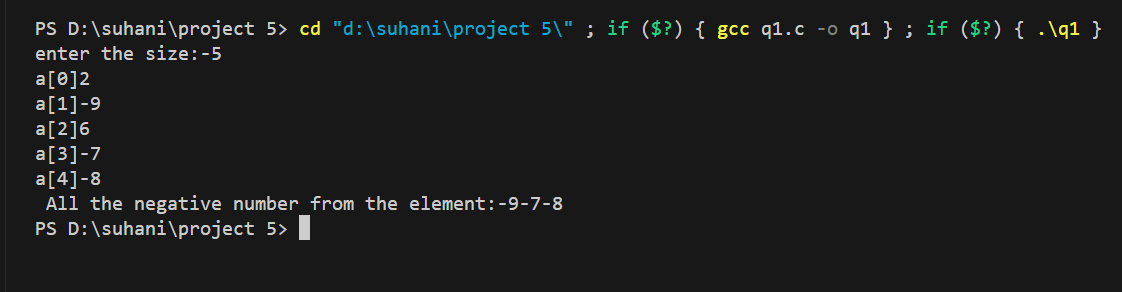 PS D:\suhani\project 5> cd "d:\suhani\project 5\" ; if ($?) { gcc q1.c -o q1 } ; if ($?) { .\q1 }
enter the size:-5
a[0]2
a[1]-9
a[2]6
a[3]-7
a[4]-8
 All the negative number from the element:-9-7-8
PS D:\suhani\project 5>